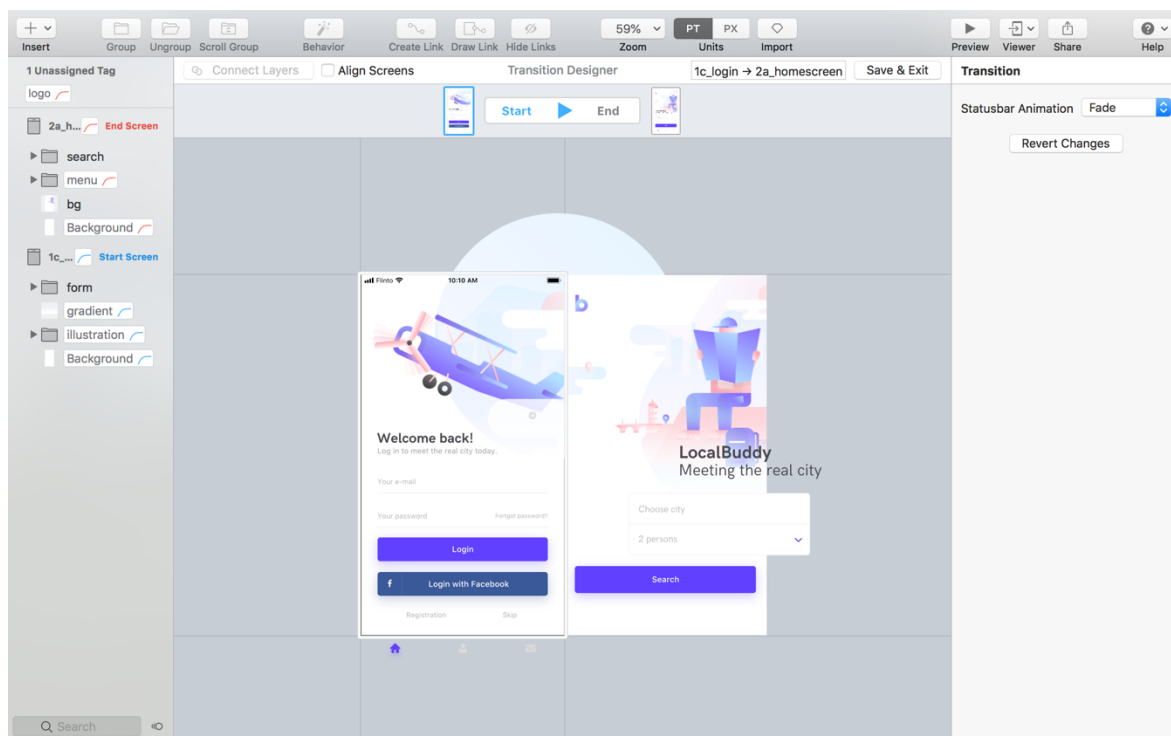 59%
PT PX
Insert
Group
Ungroup
Scroll Group
Behavior
Create Link
Draw Link
Hide Links
Zoom
Units
Import
Preview
Viewer
Share
Help
1 Unassigned Tag
Connect Layers
Align Screens
Transition Designer
1c_login → 2a_homescreen
Save & Exit
Transition
logo
Start
End
Statusbar Animation
Fade
Revert Changes
2a_h...
End Screen
search
menu
bg
Background
1c_...
Start Screen
form
gradient
illustration
Background
Flinto
10:10 AM
b
Welcome back!
Log in to meet the real city today.
Your e-mail
Your password
Forgot password?
Login
f
Login with Facebook
Registration
Skip
LocalBuddy
Meeting the real city
Choose city
2 persons
Search
Search